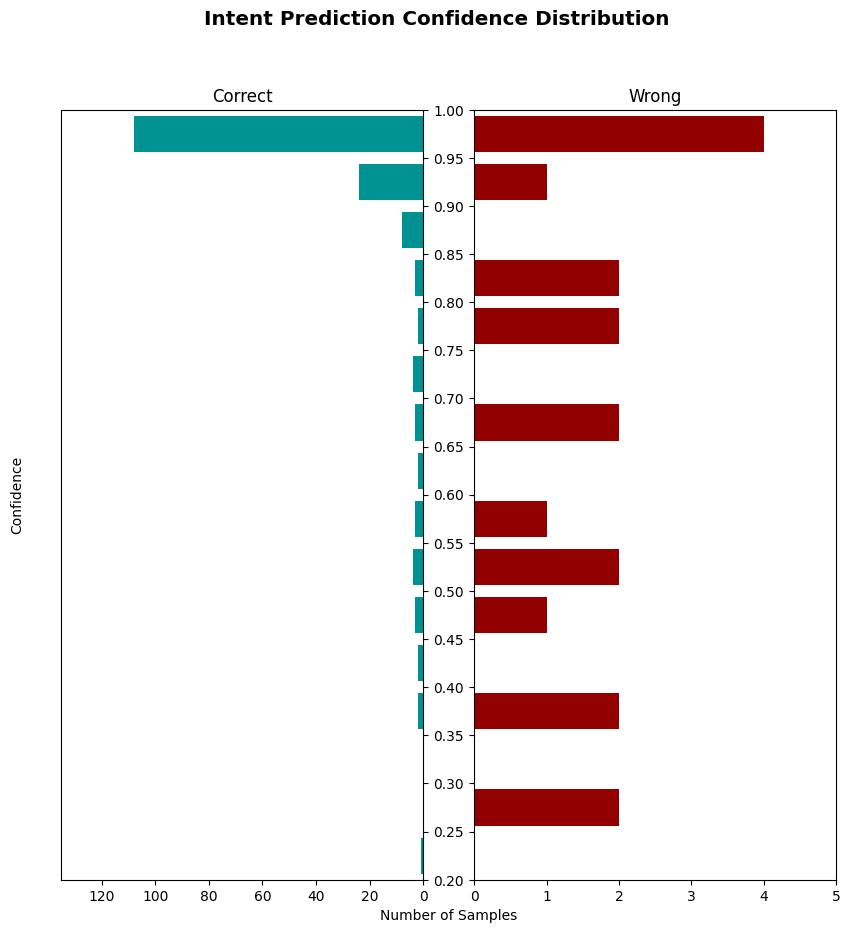 Intent Prediction Confidence Distribution
Correct
Wrong
Confidence
1.00
0.95
0.90
0.85
0.80
0.75
0.70
0.65
0.60
0.55
0.50
0.45
0.40
0.35
0.30
0.25
0.20
120 100 80 60 40 20 0
0 1 2 3 4 5
Number of Samples